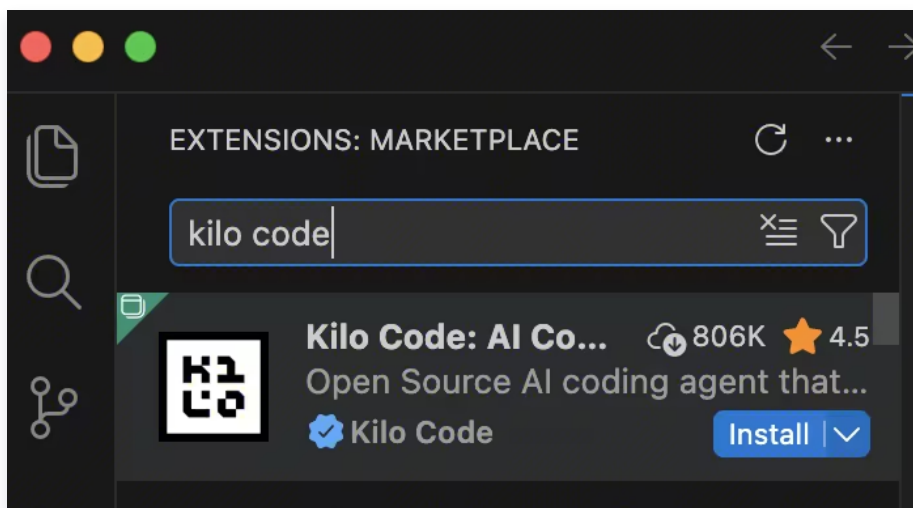 EXTENSIONS: MARKETPLACE
kilo code
Kilo Code: AI Co... 806K 4.5
KILO
Open Source AI coding agent that...
Kilo Code
Install